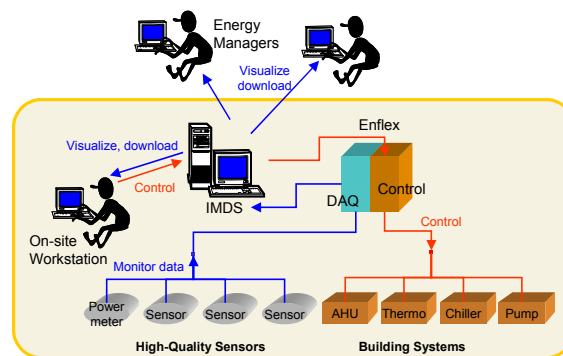 Energy
Managers
Visualize
download
Enflex
Visualize, download
Control
IMDS
DAQ
Control
On-site
Workstation
Control
Monitor data
Power
meter
Sensor
Sensor
Sensor
AHU
Thermo
Chiller
Pump
High-Quality Sensors
Building Systems